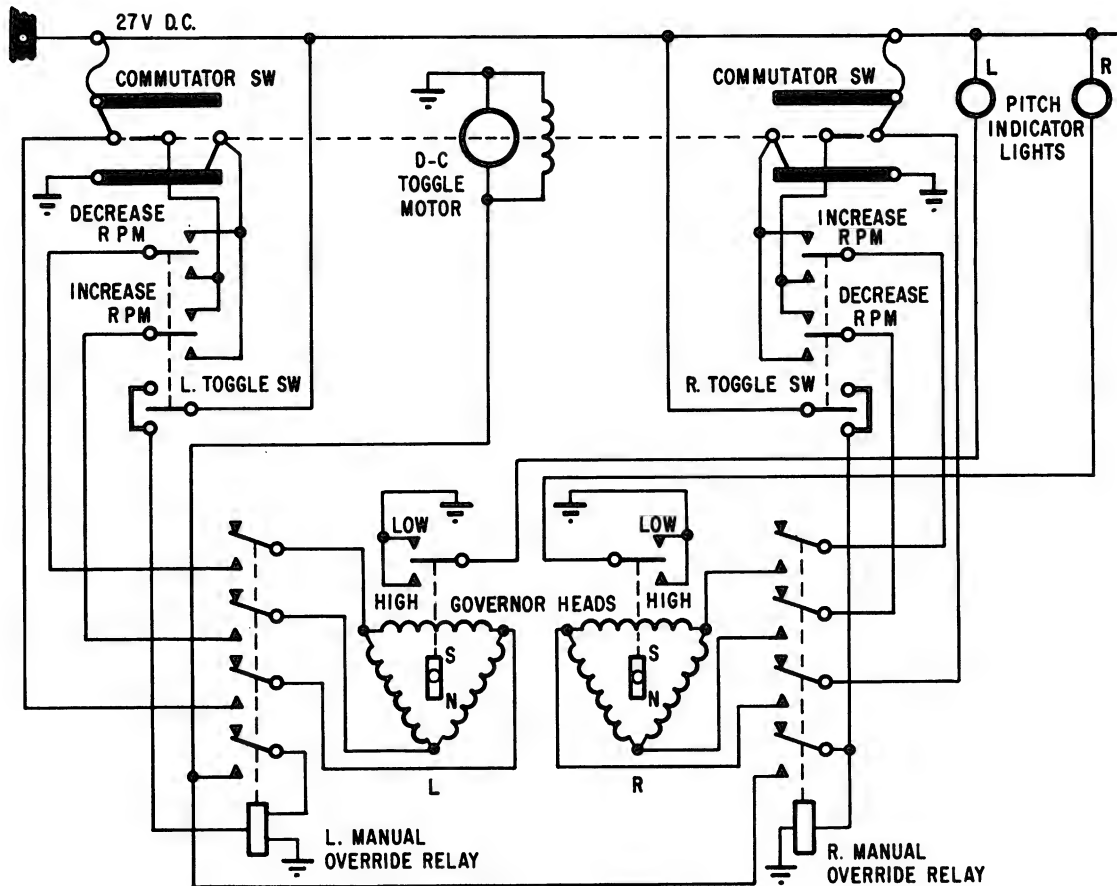 27V D.C.
COMMUTATOR SW
DECREASE
RPM
INCREASE
RPM
L. TOGGLE SW
D-C
TOGGLE
MOTOR
COMMUTATOR SW
L
R
PITCH
INDICATOR
LIGHTS
INCREASE
RPM
DECREASE
RPM
R. TOGGLE SW
LOW
HIGH
LOW
HIGH
GOVERNOR HEADS
S
N
S
N
L
R
L. MANUAL
OVERRIDE RELAY
R. MANUAL
OVERRIDE RELAY